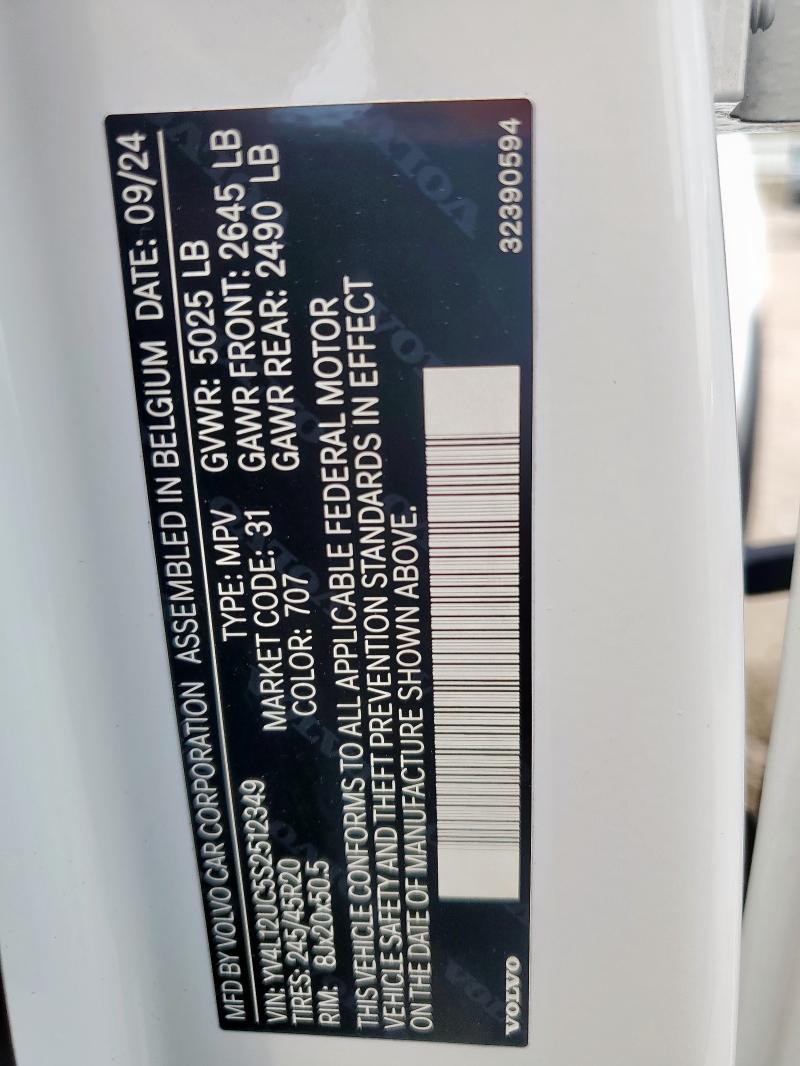 MFD BY VOLVO CAR CORPORATION ASSEMBLED IN BELGIUM DATE: 09/24
VIN: YV4L12UC5S2512349 TYPE: MPV GVWR: 5025 LB
TIRES: 245/45R20 MARKET CODE: 31 GAWR FRONT: 2645 LB
RIM: 8Jx20x50.5 COLOR: 707 GAWR REAR: 2490 LB
THIS VEHICLE CONFORMS TO ALL APPLICABLE FEDERAL MOTOR
VEHICLE SAFETY AND THEFT PREVENTION STANDARDS IN EFFECT
ON THE DATE OF MANUFACTURE SHOWN ABOVE.
VOLVO 32390594